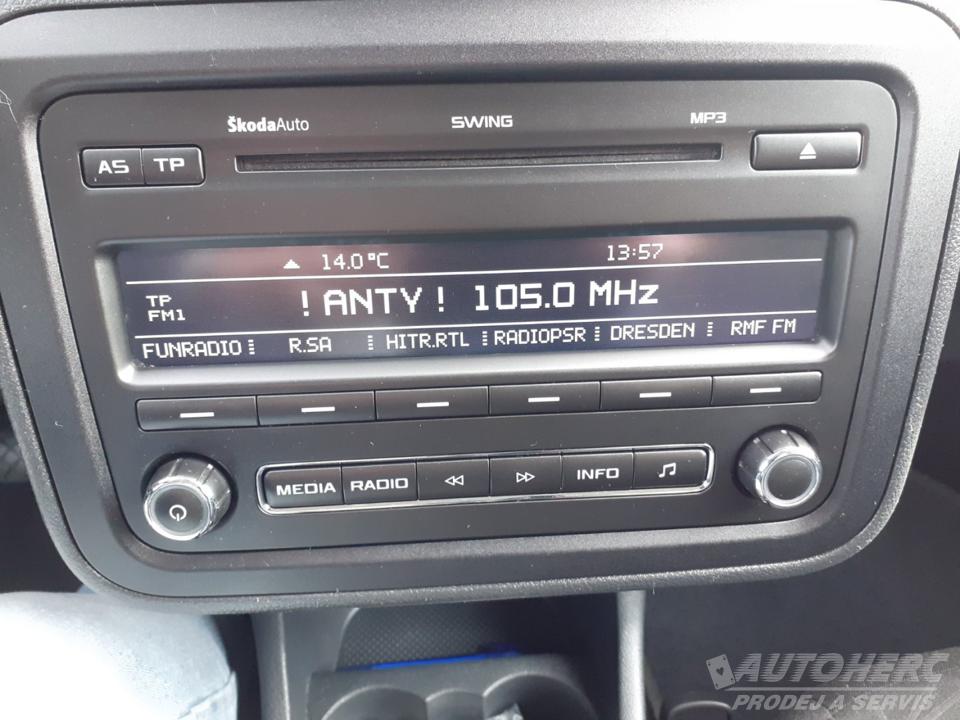 ŠkodaAuto SWING MP3
AS TP
14.0°C 13:57
TP
FM1
! ANTY ! 105.0 MHz
FUNRADIO R.SA HITR.RTL RADIOPSR DRESDEN RMF FM
MEDIA RADIO INFO
AUTOHERC
PRODEJ A SERVIS